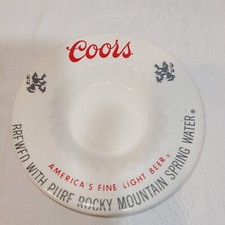 Coors
AMERICA'S FINE LIGHT BEER®
BREWED WITH PURE ROCKY MOUNTAIN SPRING WATER®